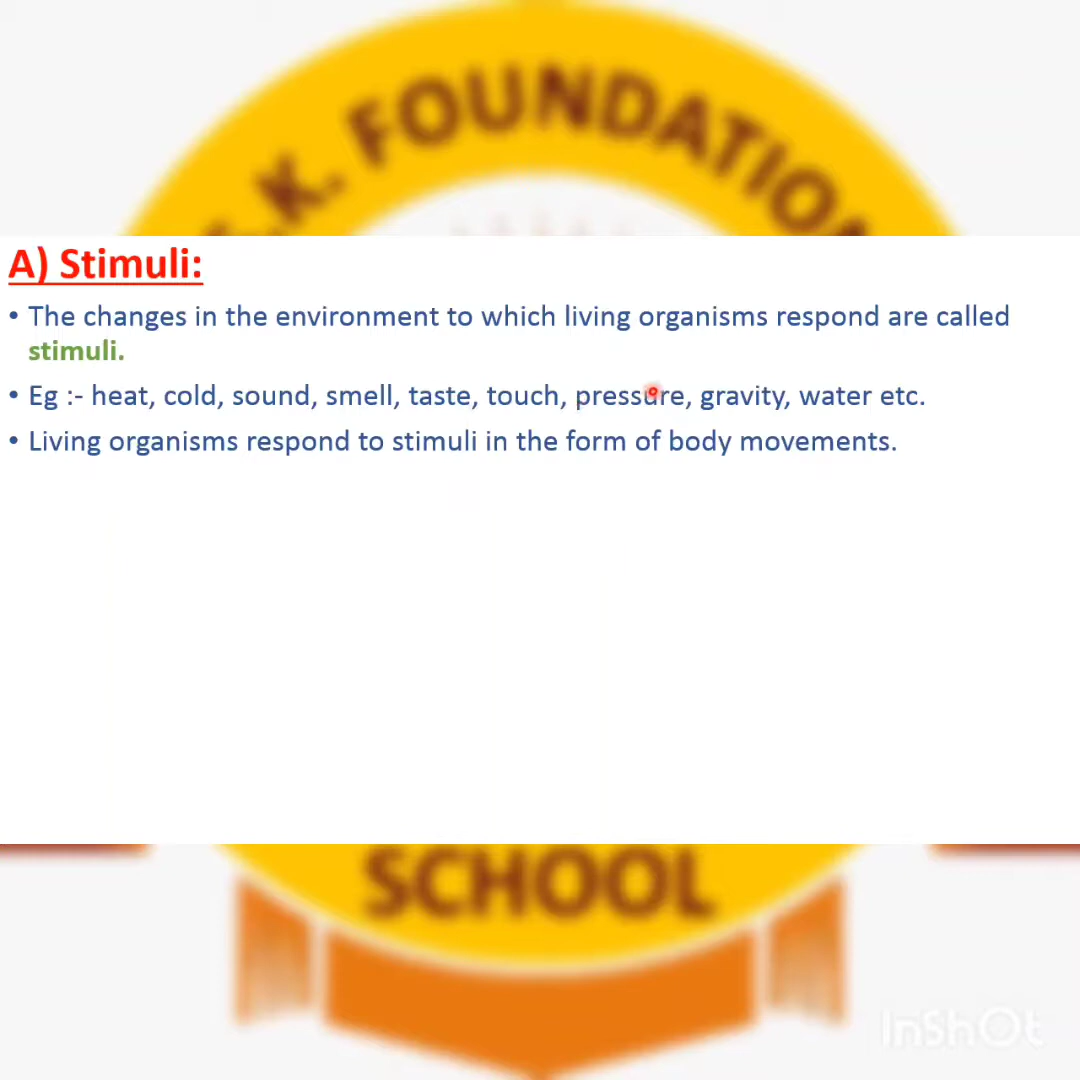 K. FOUNDATION
A) Stimuli:
• The changes in the environment to which living organisms respond are called
stimuli.
• Eg :- heat, cold, sound, smell, taste, touch, pressure, gravity, water etc.
• Living organisms respond to stimuli in the form of body movements.
SCHOOL
InShOt